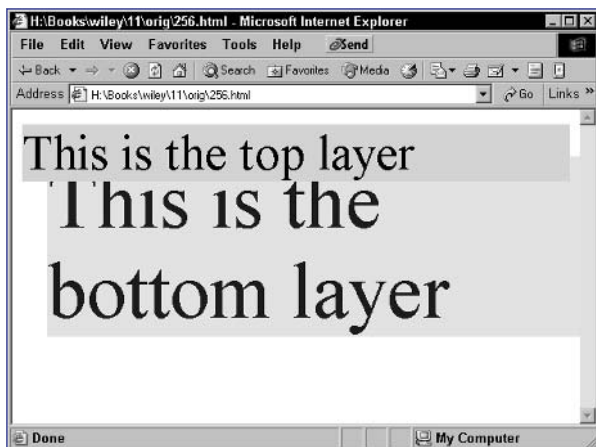 H:\Books\wiley\11\orig\256.html - Microsoft Internet Explorer
File Edit View Favorites Tools Help Send
Back Search Favorites Media
Address H:\Books\wiley\11\orig\256.html Go Links »
This is the top layer
This is the
bottom layer
Done My Computer